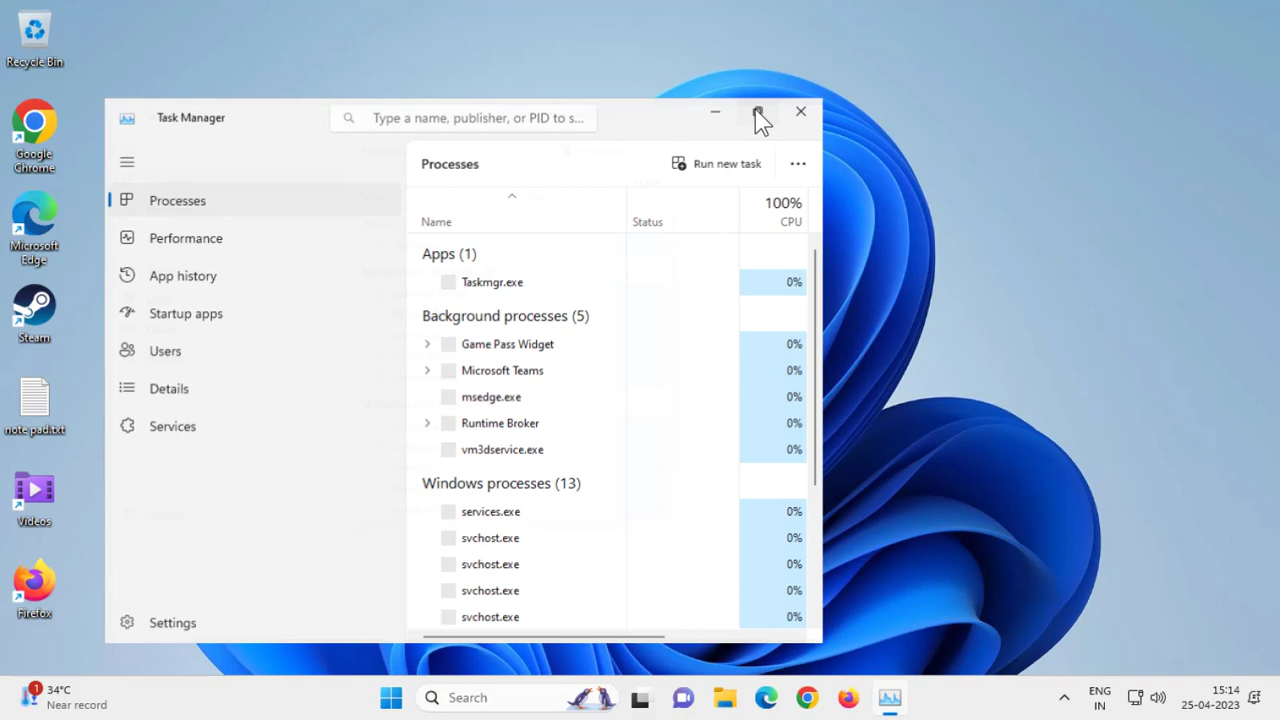 Recycle Bin
Google
Chrome
Microsoft
Edge
Steam
note pad.txt
Videos
Firefox
Task Manager
Type a name, publisher, or PID to s...
Processes
Performance
App history
Startup apps
Users
Details
Services
Settings
Processes
Run new task
100%
Name
Status
CPU
Apps (1)
Taskmgr.exe
0%
Background processes (5)
Game Pass Widget
0%
Microsoft Teams
0%
msedge.exe
0%
Runtime Broker
0%
vm3dservice.exe
0%
Windows processes (13)
services.exe
0%
svchost.exe
0%
svchost.exe
0%
svchost.exe
0%
svchost.exe
0%
1
34°C
Near record
Search
ENG
IN
15:14
25-04-2023